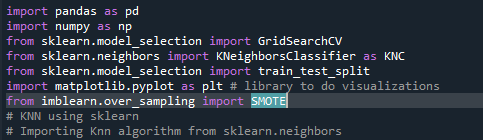 import pandas as pd
import numpy as np
from sklearn.model_selection import GridSearchCV
from sklearn.neighbors import KNeighborsClassifier as KNC
from sklearn.model_selection import train_test_split
import matplotlib.pyplot as plt # library to do visualizations
from imblearn.over_sampling import SMOTE
# KNN using sklearn
# Importing Knn algorithm from sklearn.neighbors